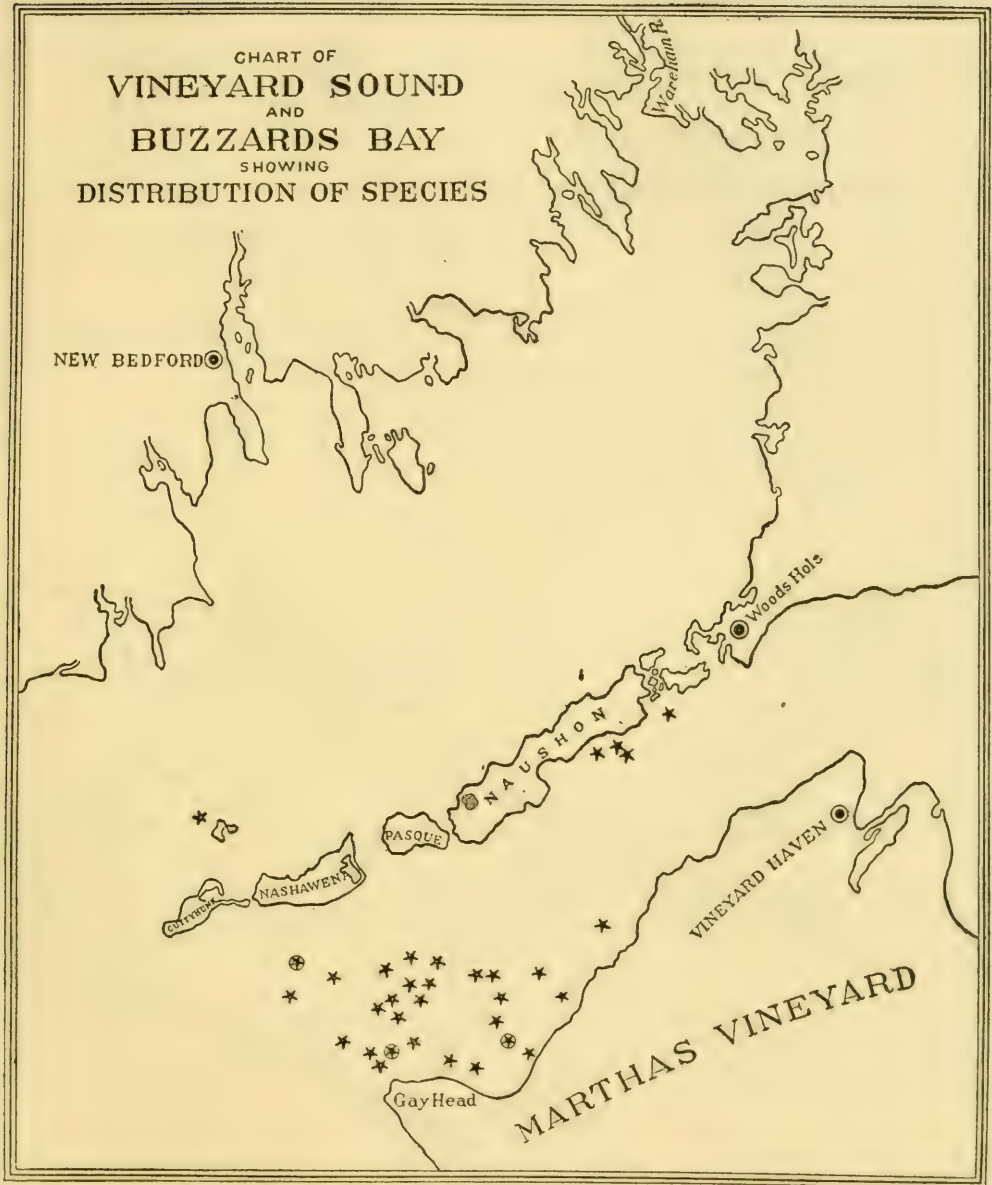 CHART OF
VINEYARD SOUND
AND
BUZZARDS BAY
SHOWING
DISTRIBUTION OF SPECIES
Wareham R.
NEW BEDFORD
Woods Hole
NAUSHON
PASQUE
NASHAWENA
CUTTYHUNK
VINEYARD HAVEN
MARTHAS VINEYARD
Gay Head